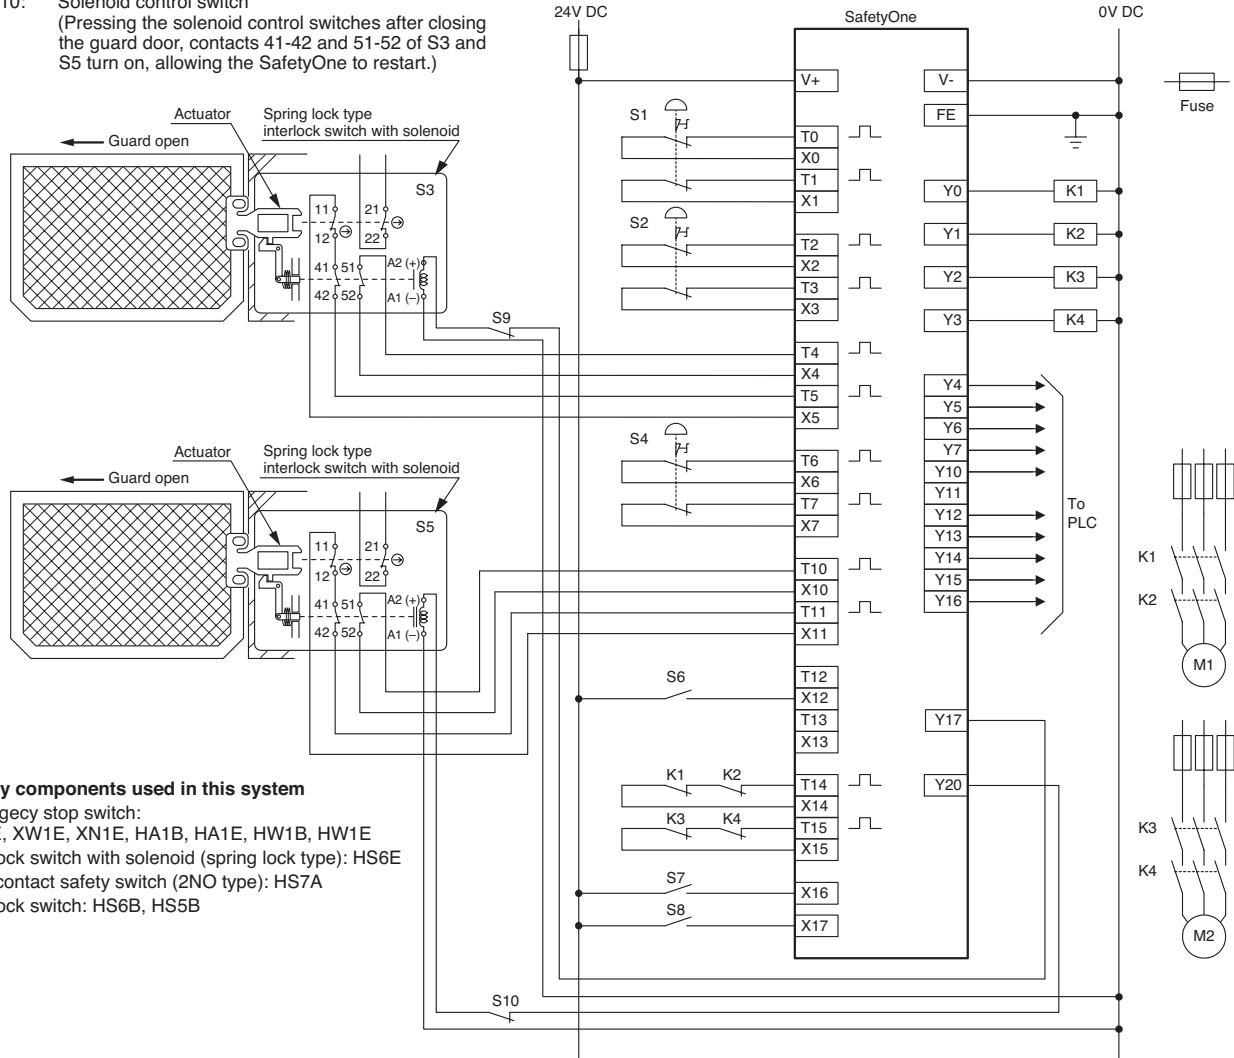 10: Solenoid control switch
(Pressing the solenoid control switches after closing
the guard door, contacts 41-42 and 51-52 of S3 and
S5 turn on, allowing the SafetyOne to restart.)
24V DC
SafetyOne
0V DC
Fuse
V+
V-
FE
S1
T0
X0
T1
X1
Y0 K1
S2
T2
X2
T3
X3
Y1 K2
Y2 K3
Y3 K4
Actuator
Spring lock type
interlock switch with solenoid
Guard open
S3
11 21
12 22
41 51 A2 (+)
42 52 A1 (–)
S9
T4
X4
T5
X5
Y4
Y5
Y6
Y7
Y10
Y11
Y12
Y13
Y14
Y15
Y16
To
PLC
S4
T6
X6
T7
X7
Actuator
Spring lock type
interlock switch with solenoid
Guard open
S5
11 21
12 22
41 51 A2 (+)
42 52 A1 (–)
T10
X10
T11
X11
S6
T12
X12
T13
X13
Y17
K1 K2
T14
X14
K3 K4
T15
X15
Y20
S7
X16
S8
X17
S10
K1
K2
M1
K3
K4
M2
y components used in this system
gecy stop switch:
, XW1E, XN1E, HA1B, HA1E, HW1B, HW1E
ock switch with solenoid (spring lock type): HS6E
contact safety switch (2NO type): HS7A
ock switch: HS6B, HS5B